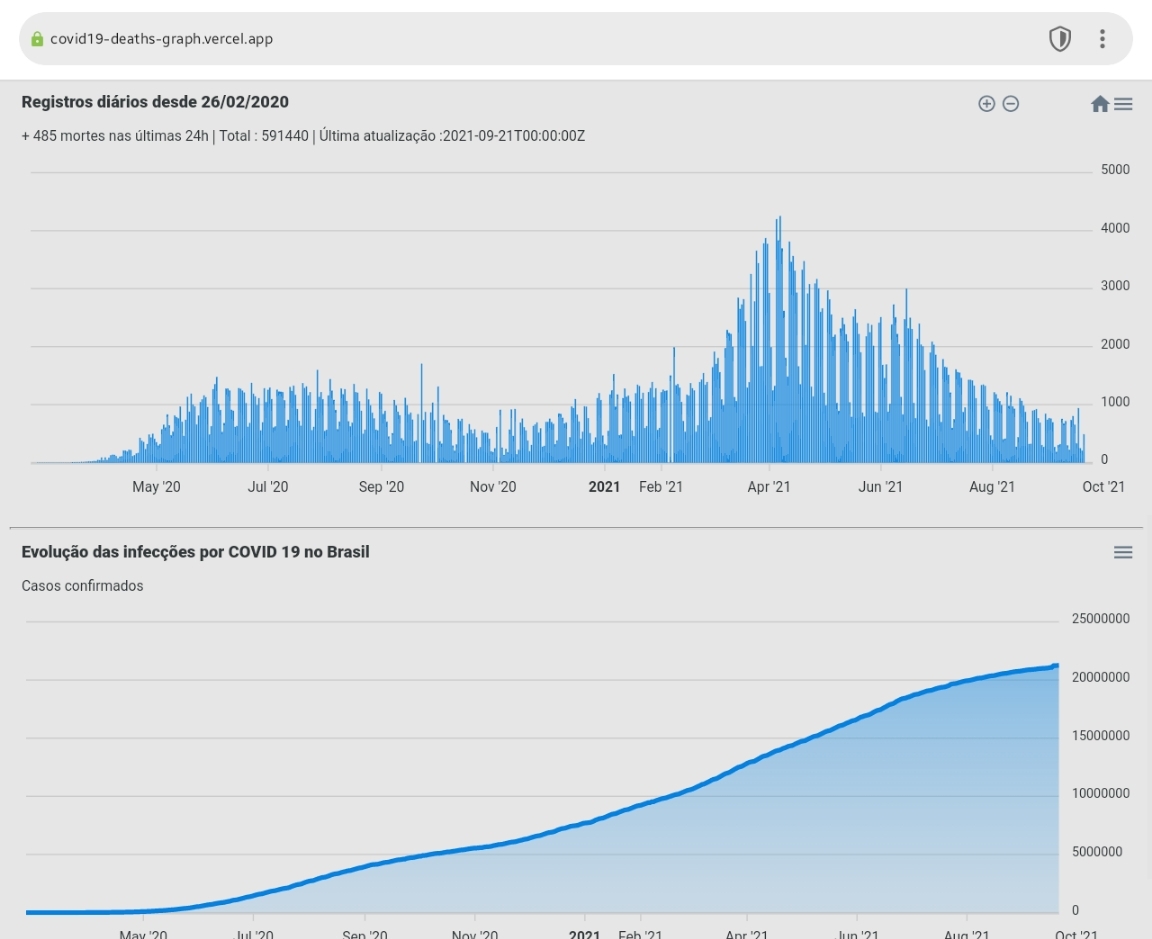 covid19-deaths-graph.vercel.app
Registros diários desde 26/02/2020
+ 485 mortes nas últimas 24h | Total : 591440 | Última atualização :2021-09-21T00:00:00Z
5000
4000
3000
2000
1000
0
May '20 Jul '20 Sep '20 Nov '20 2021 Feb '21 Apr '21 Jun '21 Aug '21 Oct '21
Evolução das infecções por COVID 19 no Brasil
Casos confirmados
25000000
20000000
15000000
10000000
5000000
0
May '20 Jul '20 Sep '20 Nov '20 2021 Feb '21 Apr '21 Jun '21 Aug '21 Oct '21